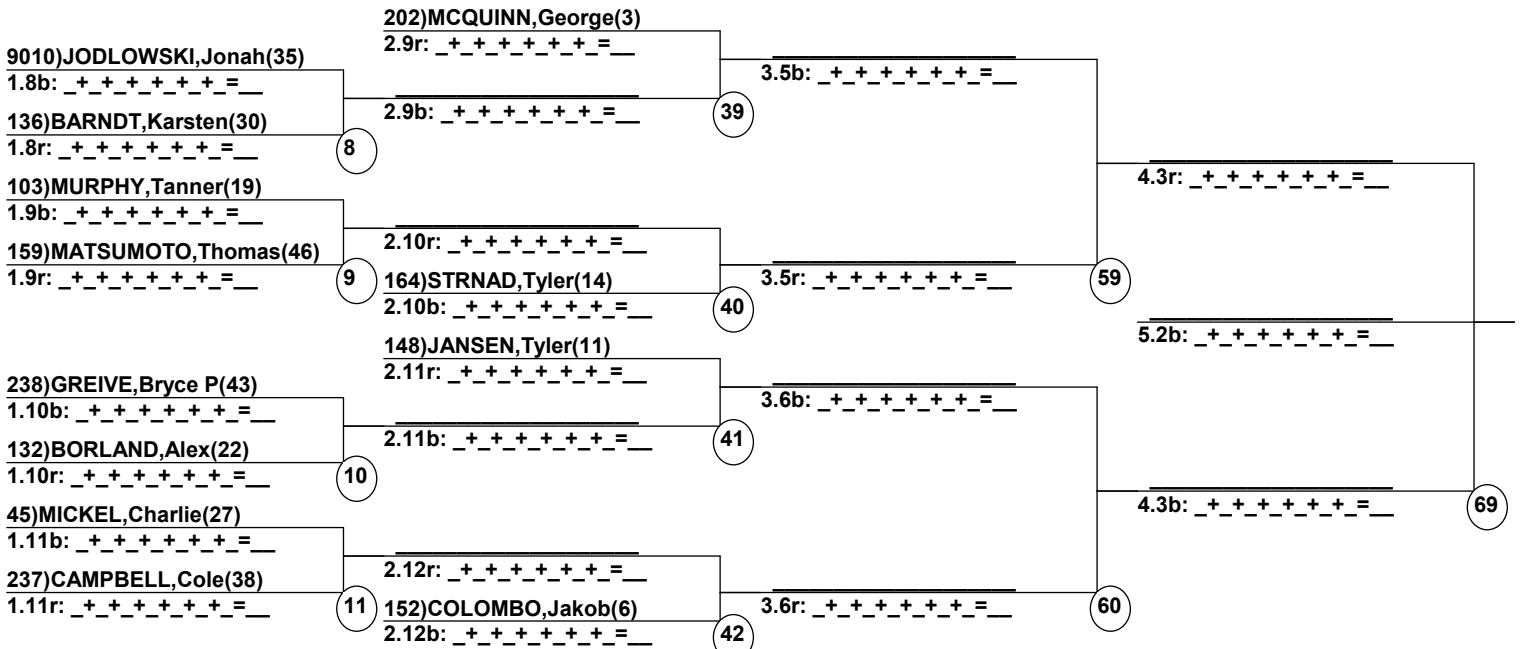 202)MCQUINN,George(3)
2.9r: _+_+_+_+_+_=__
9010)JODLOWSKI,Jonah(35)
1.8b: _+_+_+_+_+_=__
3.5b: _+_+_+_+_+_=__
2.9b: _+_+_+_+_+_=__
39
136)BARNDT,Karsten(30)
1.8r: _+_+_+_+_+_=__
8
4.3r: _+_+_+_+_+_=__
103)MURPHY,Tanner(19)
1.9b: _+_+_+_+_+_=__
2.10r: _+_+_+_+_+_=__
159)MATSUMOTO,Thomas(46)
1.9r: _+_+_+_+_+_=__
9
3.5r: _+_+_+_+_+_=__
59
164)STRNAD,Tyler(14)
2.10b: _+_+_+_+_+_=__
40
5.2b: _+_+_+_+_+_=__
148)JANSEN,Tyler(11)
2.11r: _+_+_+_+_+_=__
238)GREIVE,Bryce P(43)
1.10b: _+_+_+_+_+_=__
3.6b: _+_+_+_+_+_=__
2.11b: _+_+_+_+_+_=__
41
132)BORLAND,Alex(22)
1.10r: _+_+_+_+_+_=__
10
4.3b: _+_+_+_+_+_=__
69
45)MICKEL,Charlie(27)
1.11b: _+_+_+_+_+_=__
2.12r: _+_+_+_+_+_=__
237)CAMPBELL,Cole(38)
1.11r: _+_+_+_+_+_=__
11
3.6r: _+_+_+_+_+_=__
60
152)COLOMBO,Jakob(6)
2.12b: _+_+_+_+_+_=__
42